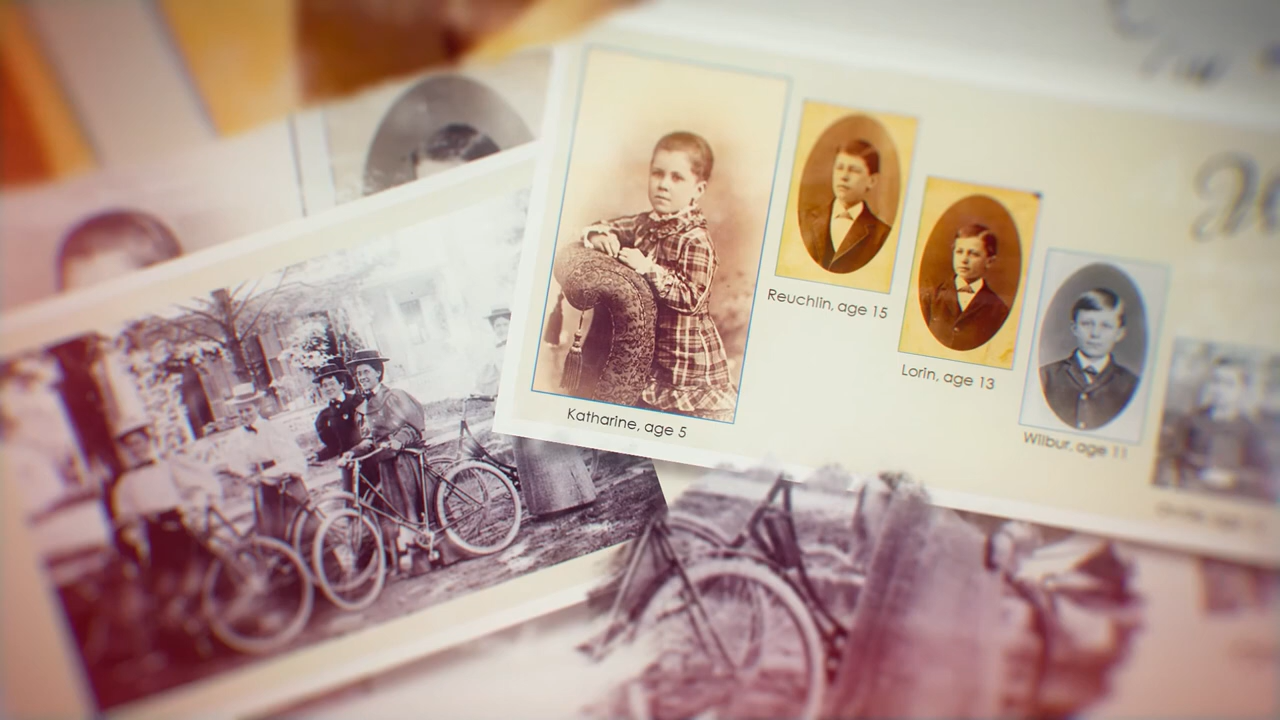 Katharine, age 5
Reuchlin, age 15
Lorin, age 13
Wilbur, age 11